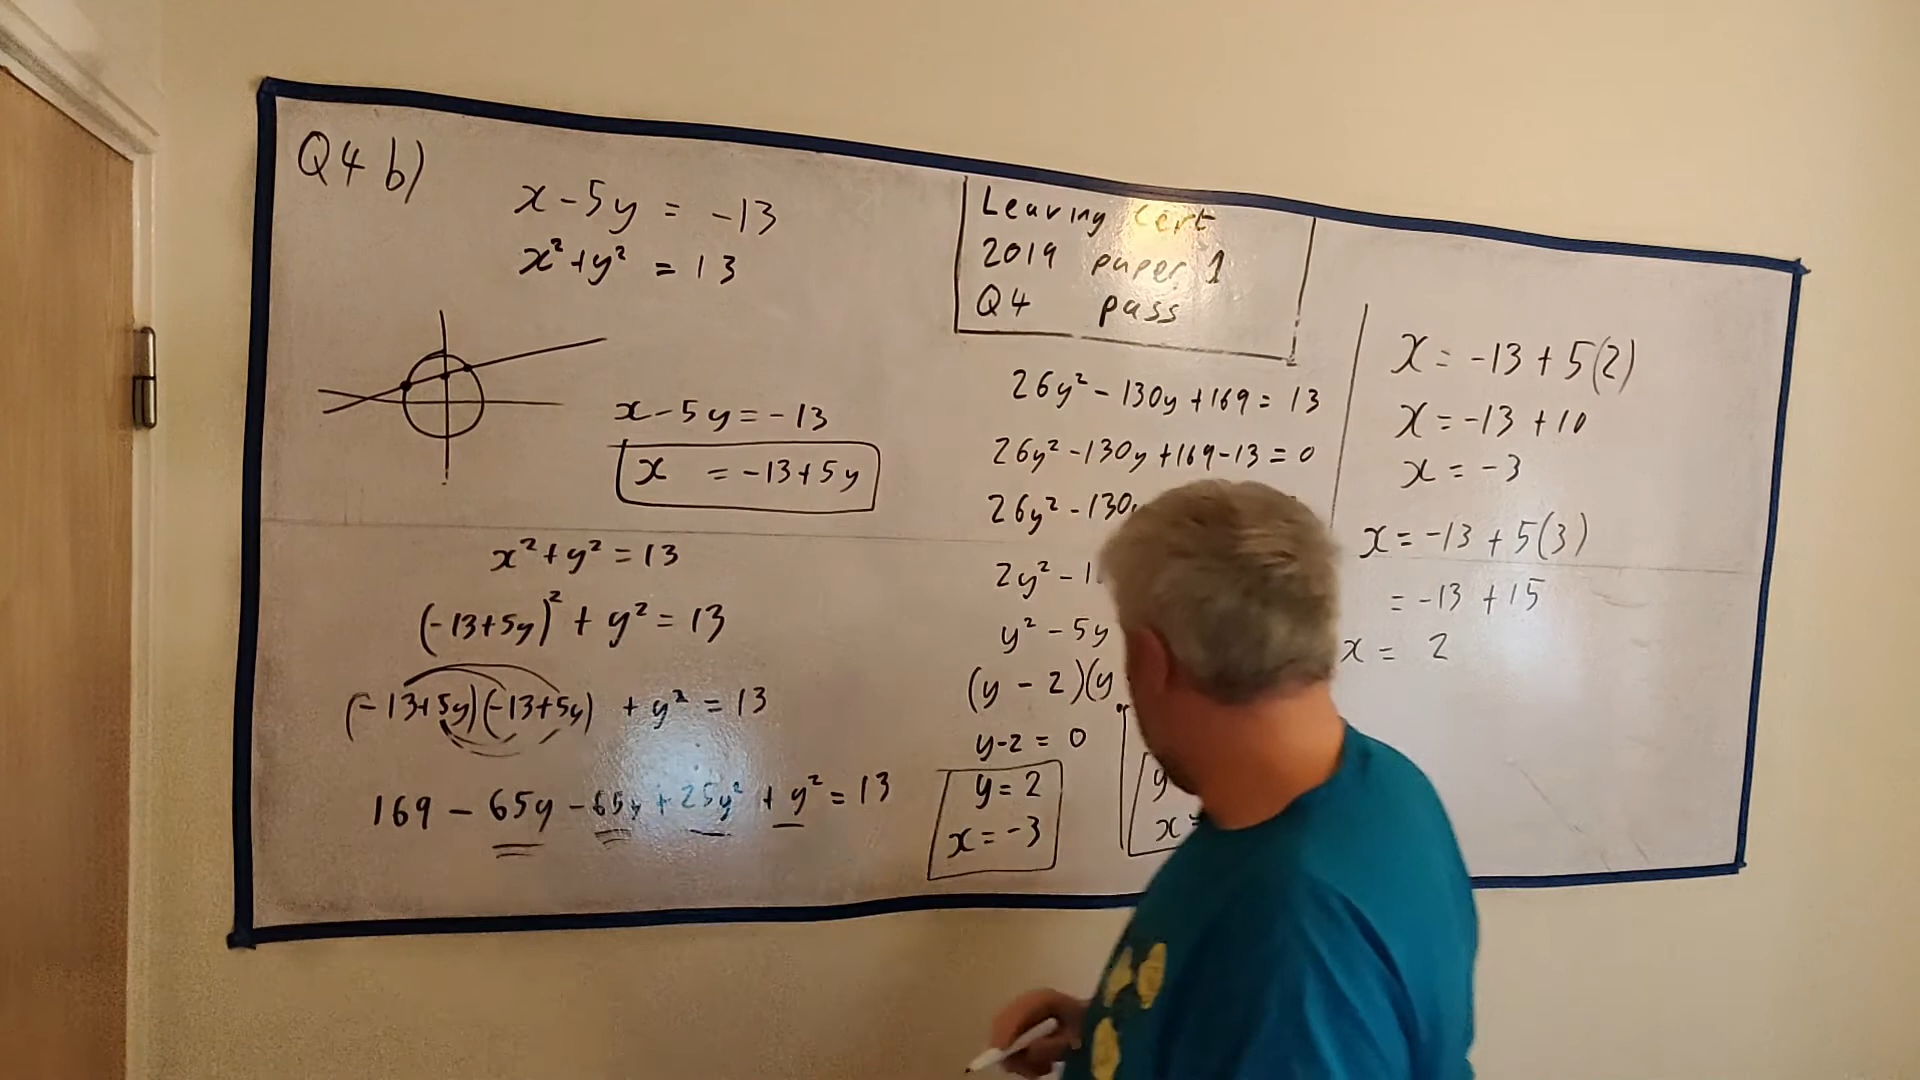 Q4 b)
x - 5y = -13
x² + y² = 13
Leaving Cert
2019 paper 1
Q4 pass
x - 5y = -13
x = -13 + 5y
x² + y² = 13
(-13+5y)² + y² = 13
(-13+5y)(-13+5y) + y² = 13
169 - 65y - 65y + 25y² + y² = 13
26y² - 130y + 169 = 13
26y² - 130y + 169 - 13 = 0
26y² - 130
2y² - 1
y² - 5y
(y - 2)(y
y - 2 = 0
y = 2
x = -3
y
x =
x = -13 + 5(2)
x = -13 + 10
x = -3
x = -13 + 5(3)
= -13 + 15
x = 2